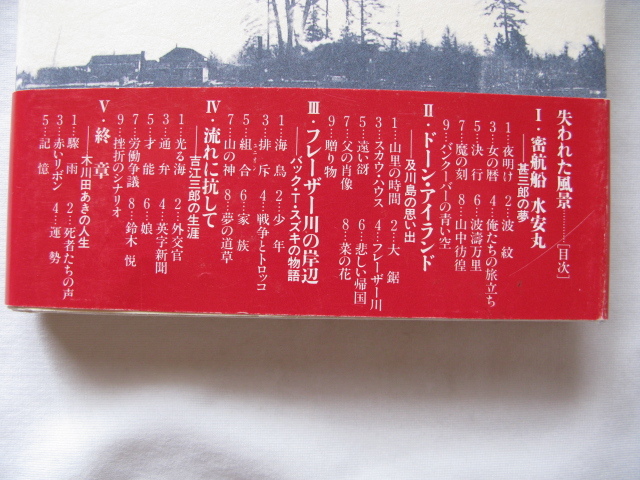 失われた風景………[目次]
Ⅰ・密航船 水安丸
――甚三郎の夢
1…夜明け 2…波紋
3…女の暦 4…俺たちの旅立ち
5…決行 6…波濤万里
7…魔の刻 8…山中彷徨
9…バンクーバーの青い空
Ⅱ・ドーン・アイランド
――及川島の思い出
1…山里の時間 2…大鋸
3…スカウ・ハウス 4…フレーザー川
5…遠い谺 6…悲しい帰国
7…父の肖像 8…菜の花
9…贈り物
Ⅲ・フレーザー川の岸辺
――バック・T・スズキの物語
1…海鳥 2…少年
3…排斥 4…戦争とトロッコ
5…組合 6…家族
7…山の神 8…夢の道草
Ⅳ・流れに抗して
――吉江三郎の生涯
1…光る海 2…外交官
3…通弁 4…英字新聞
5…才能 6…娘
7…労働争議 8…鈴木悦
9…挫折のシナリオ
Ⅴ・終章
――木川田あきの人生
1…驟雨 2…死者たちの声
3…赤いリボン 4…運勢
5…記憶